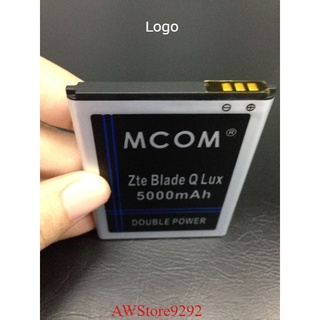 Logo
MCOM®
Zte Blade Q Lux
5000mAh
DOUBLE POWER
AWStore9292